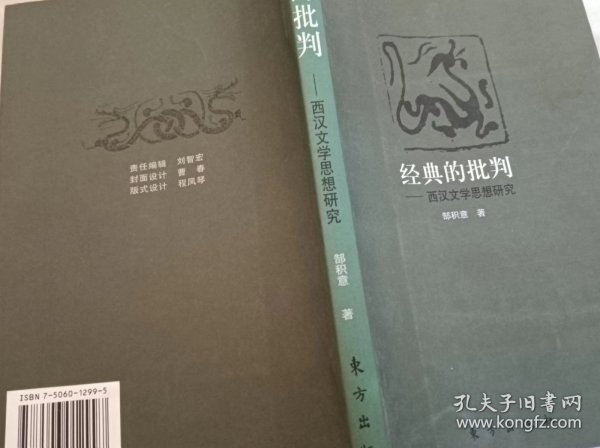 责任编辑 刘智宏
封面设计 曹春
版式设计 程凤琴
ISBN 7-5060-1299-5
批判
——西汉文学思想研究
郜积意 著
東方出
经典的批判
——西汉文学思想研究
郜积意 著
東方出
孔夫子旧书网
www.kongfz.com